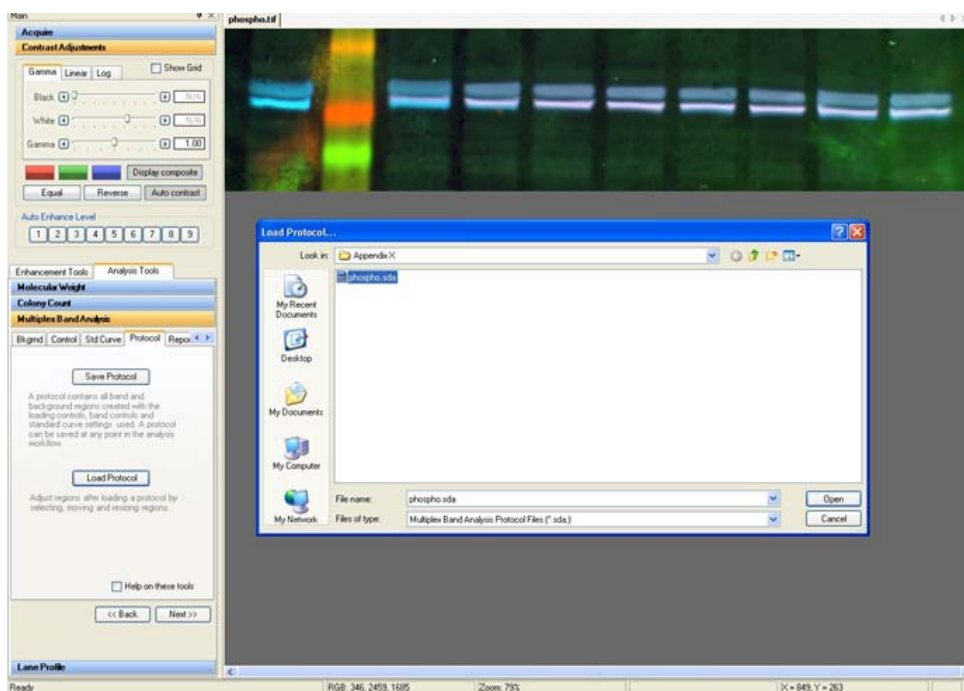 Main
phospho.tif
Acquire
Contrast Adjustments
Gamma
Linear
Log
Show Grid
Black
N/A
White
N/A
Gamma
1.00
Display composite
Equal
Reverse
Auto contrast
Auto Enhance Level
1 2 3 4 5 6 7 8 9
Enhancement Tools
Analysis Tools
Molecular Weight
Colony Count
Multiplex Band Analysis
Bkgrnd
Control
Std Curve
Protocol
Repor
Save Protocol
A protocol contains all band and
background regions created with the
loading controls, band controls and
standard curve settings used. A protocol
can be saved at any point in the analysis
workflow.
Load Protocol
Adjust regions after loading a protocol by
selecting, moving and resizing regions.
Help on these tools
<< Back
Next >>
Lane Profile
Load Protocol...
Look in:
AppendixX
phospho.sda
My Recent
Documents
Desktop
My Documents
My Computer
My Network
File name:
phospho.sda
Open
Files of type:
Multiplex Band Analysis Protocol Files (*.sda;)
Cancel
Ready
RGB: 346, 2459, 1685
Zoom: 79%
X = 849, Y = 263